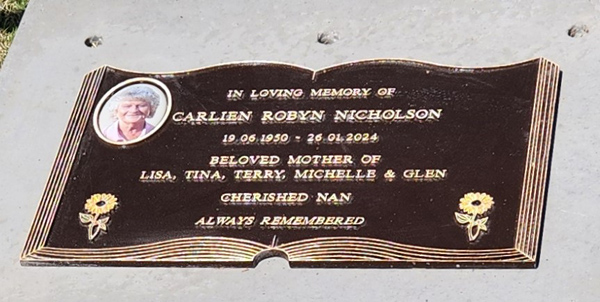 IN LOVING MEMORY OF
CARLIEN ROBYN NICHOLSON
19.06.1950 - 26.01.2024
BELOVED MOTHER OF
LISA, TINA, TERRY, MICHELLE & GLEN
CHERISHED NAN
ALWAYS REMEMBERED